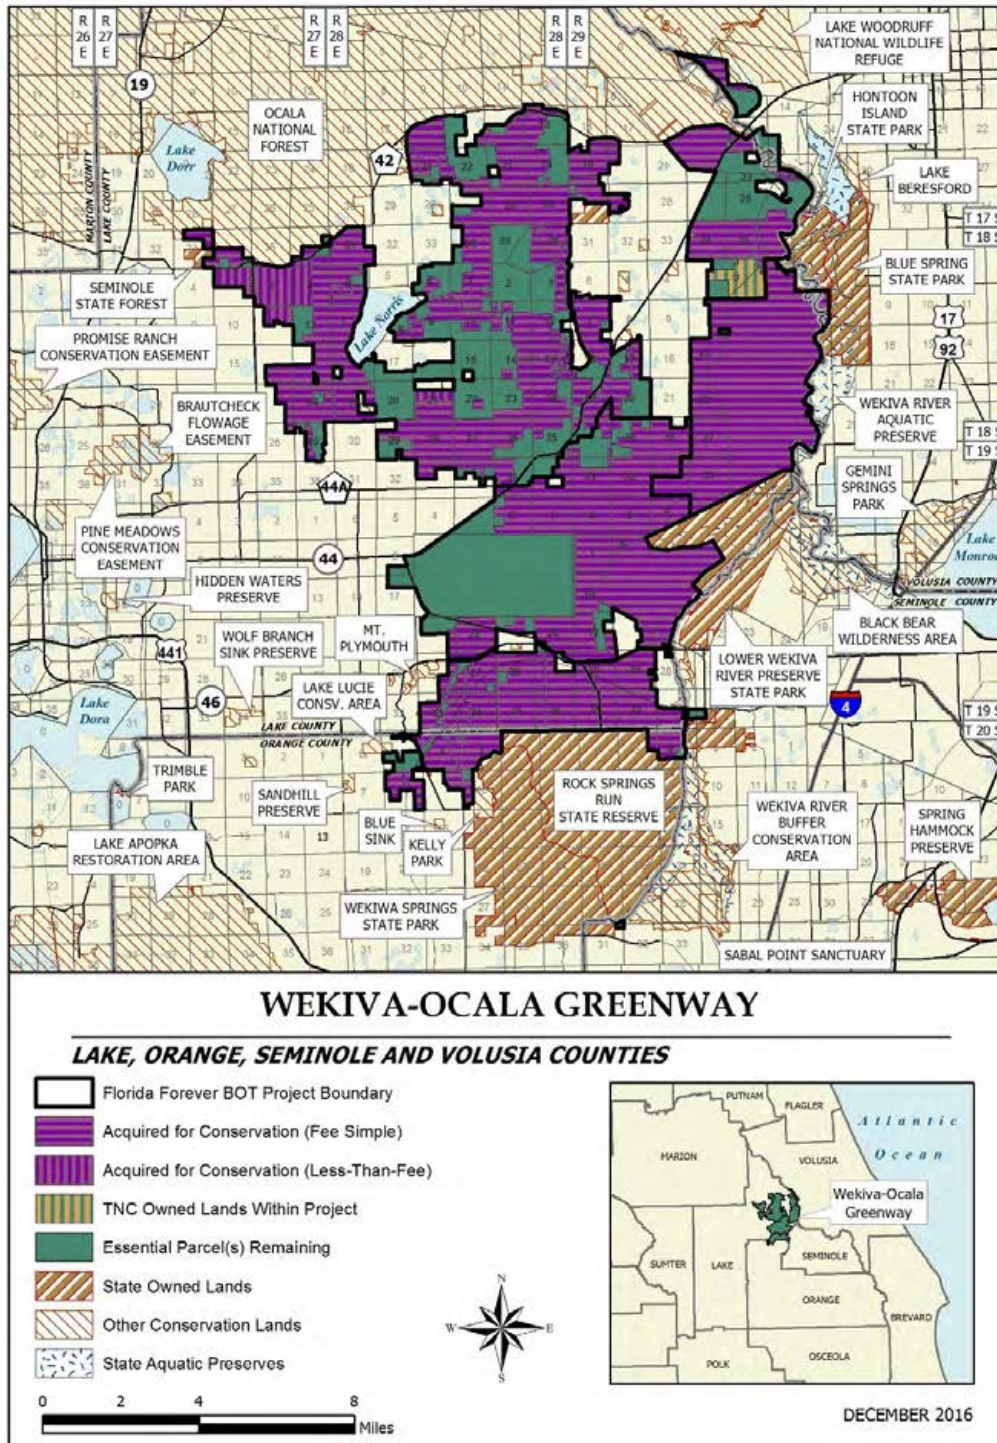 R
26
E
R
27
E
R
27
E
R
28
E
R
28
E
R
29
E
LAKE WOODRUFF
NATIONAL WILDLIFE
REFUGE
19
OCALA
NATIONAL
FOREST
HONTOON
ISLAND
STATE PARK
Lake
Dorr
42
LAKE
BERESFORD
MARION COUNTY
LAKE COUNTY
T 17 S
T 18 S
SEMINOLE
STATE FOREST
BLUE SPRING
STATE PARK
Lake Norris
17
92
PROMISE RANCH
CONSERVATION EASEMENT
BRAUTCHECK
FLOWAGE
EASEMENT
WEKIVA RIVER
AQUATIC
PRESERVE
T 18 S
T 19 S
44A
GEMINI
SPRINGS
PARK
PINE MEADOWS
CONSERVATION
EASEMENT
44
Lake
Monroe
HIDDEN WATERS
PRESERVE
VOLUSIA COUNTY
SEMINOLE COUNTY
BLACK BEAR
WILDERNESS AREA
WOLF BRANCH
SINK PRESERVE
MT.
PLYMOUTH
441
LOWER WEKIVA
RIVER PRESERVE
STATE PARK
LAKE LUCIE
CONSV. AREA
46
4
Lake
Dora
LAKE COUNTY
ORANGE COUNTY
T 19 S
T 20 S
TRIMBLE
PARK
SANDHILL
PRESERVE
ROCK SPRINGS
RUN
STATE RESERVE
WEKIVA RIVER
BUFFER
CONSERVATION
AREA
SPRING
HAMMOCK
PRESERVE
BLUE
SINK
KELLY
PARK
LAKE APOPKA
RESTORATION AREA
WEKIWA SPRINGS
STATE PARK
SABAL POINT SANCTUARY
WEKIVA-OCALA GREENWAY
LAKE, ORANGE, SEMINOLE AND VOLUSIA COUNTIES
Florida Forever BOT Project Boundary
Acquired for Conservation (Fee Simple)
Acquired for Conservation (Less-Than-Fee)
TNC Owned Lands Within Project
Essential Parcel(s) Remaining
State Owned Lands
Other Conservation Lands
State Aquatic Preserves
N
W E
S
0 2 4 8
Miles
PUTNAM
FLAGLER
Atlantic
Ocean
MARION
VOLUSIA
Wekiva-Ocala
Greenway
SUMTER
LAKE
SEMINOLE
ORANGE
BREVARD
OSCEOLA
POLK
DECEMBER 2016